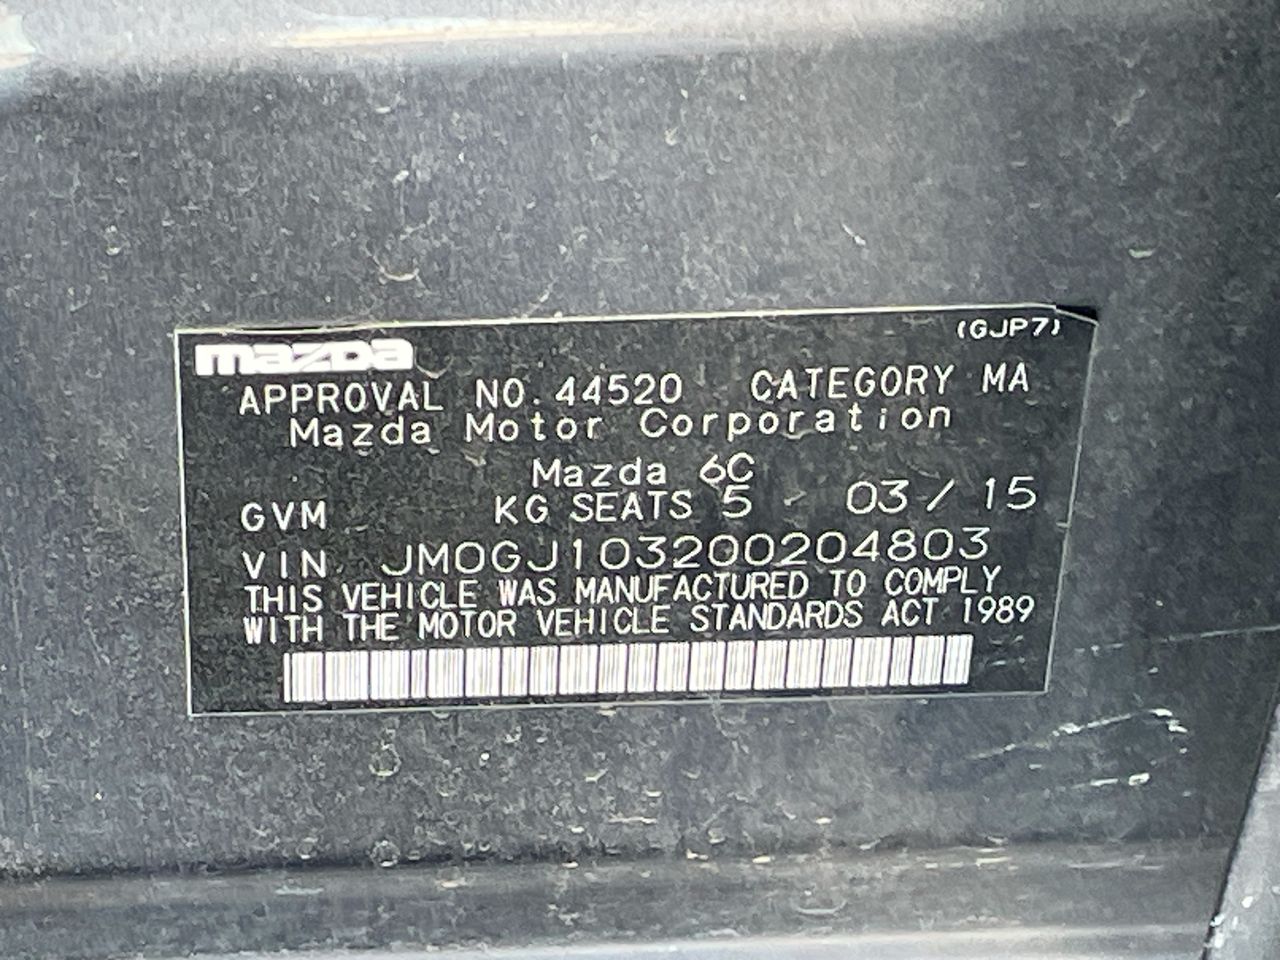 mazda (GJP7)
APPROVAL NO. 44520 CATEGORY MA
Mazda Motor Corporation
Mazda 6C
GVM KG SEATS 5 03/15
VIN JM0GJ103200204803
THIS VEHICLE WAS MANUFACTURED TO COMPLY
WITH THE MOTOR VEHICLE STANDARDS ACT 1989